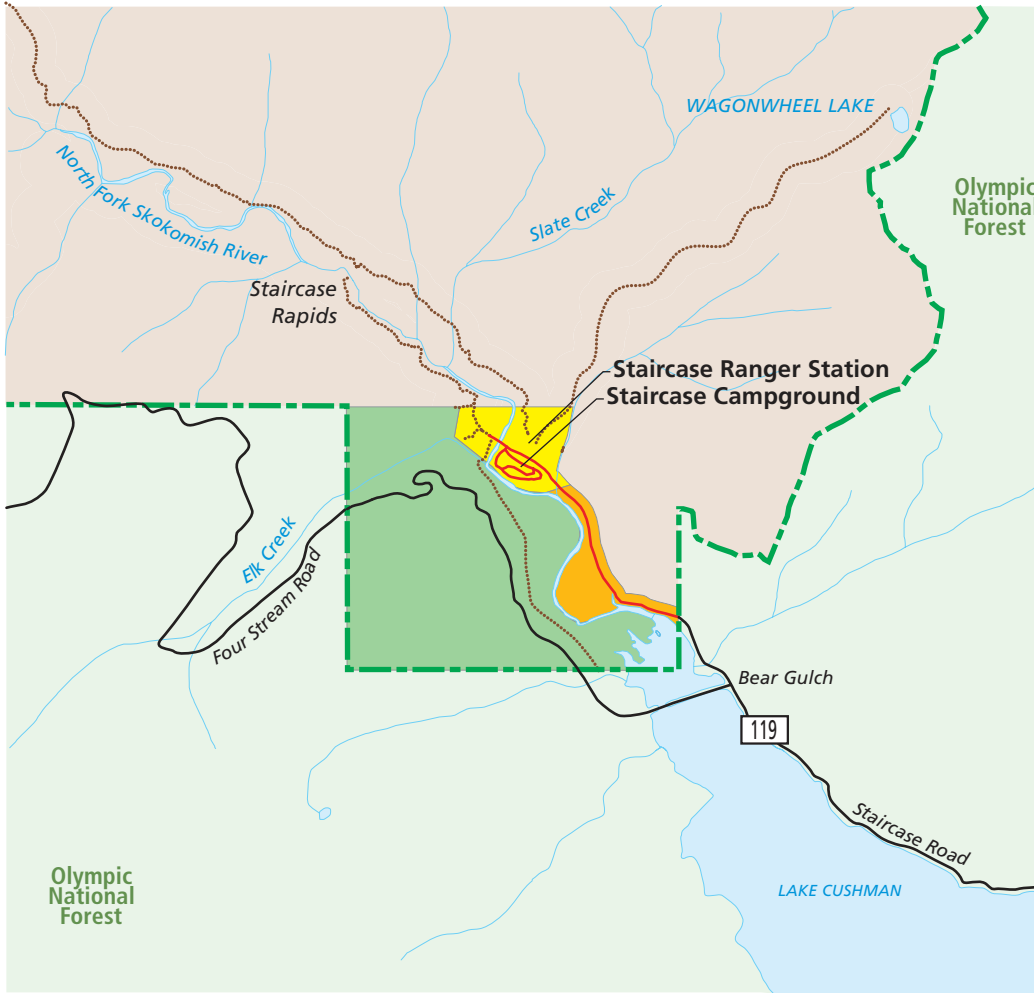 WAGONWHEEL LAKE
North Fork Skokomish River
Slate Creek
Olympic
National
Forest
Staircase
Rapids
Staircase Ranger Station
Staircase Campground
Elk Creek
Four Stream Road
Bear Gulch
119
Staircase Road
Olympic
National
Forest
LAKE CUSHMAN